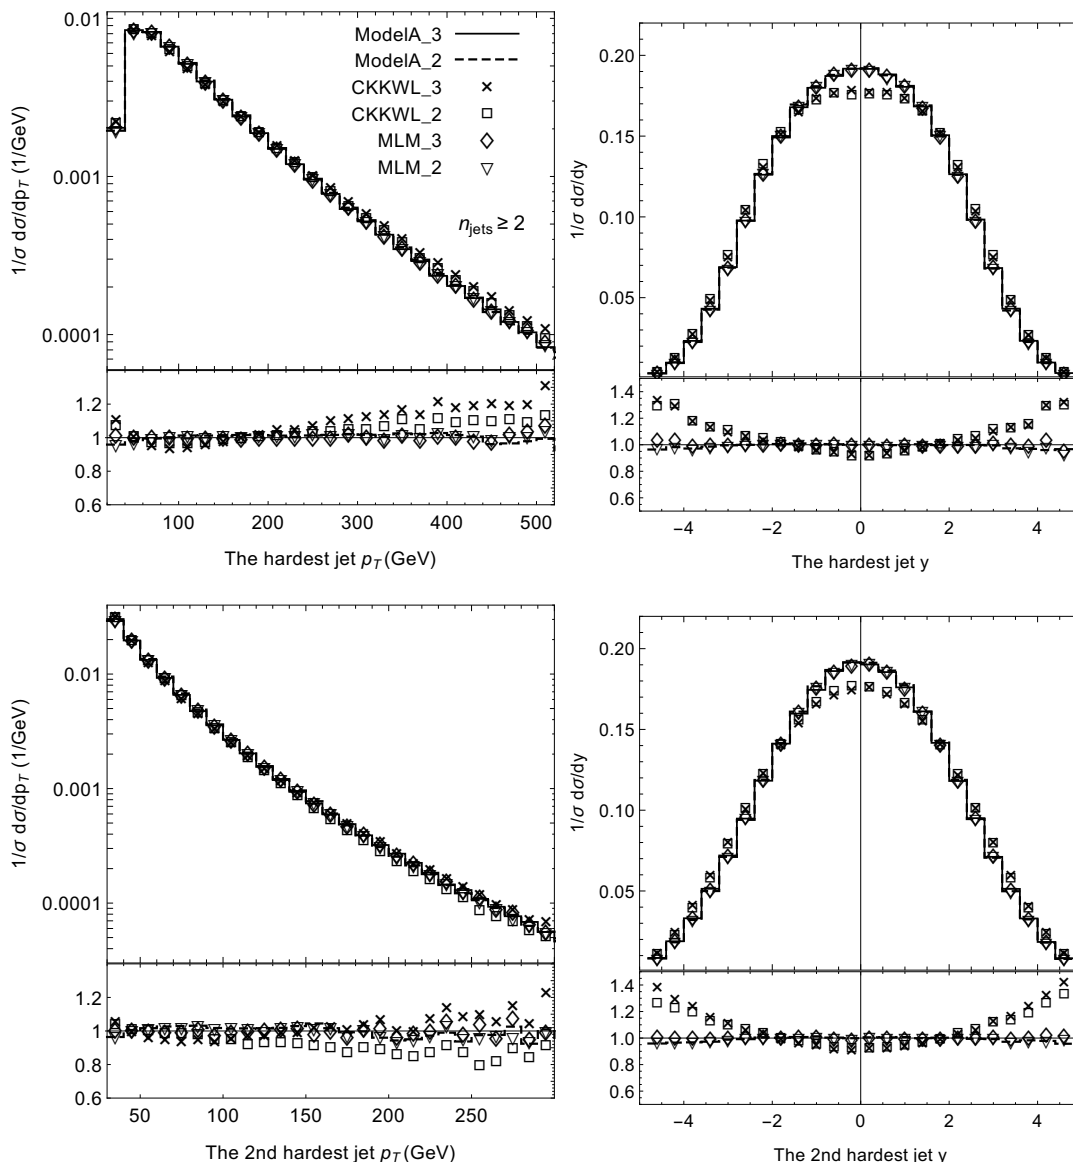 0.01
0.001
0.0001
1/σ dσ/dp_T (1/GeV)
ModelA_3
ModelA_2
CKKWL_3
CKKWL_2
MLM_3
MLM_2
n_jets ≥ 2
1.2
1
0.8
0.6
100 200 300 400 500
The hardest jet p_T (GeV)
0.20
0.15
0.10
0.05
1/σ dσ/dy
1.4
1.2
1.0
0.8
0.6
−4 −2 0 2 4
The hardest jet y
0.01
0.001
0.0001
1/σ dσ/dp_T (1/GeV)
1.2
1
0.8
0.6
50 100 150 200 250
The 2nd hardest jet p_T (GeV)
0.20
0.15
0.10
0.05
1/σ dσ/dy
1.4
1.2
1.0
0.8
0.6
−4 −2 0 2 4
The 2nd hardest jet y